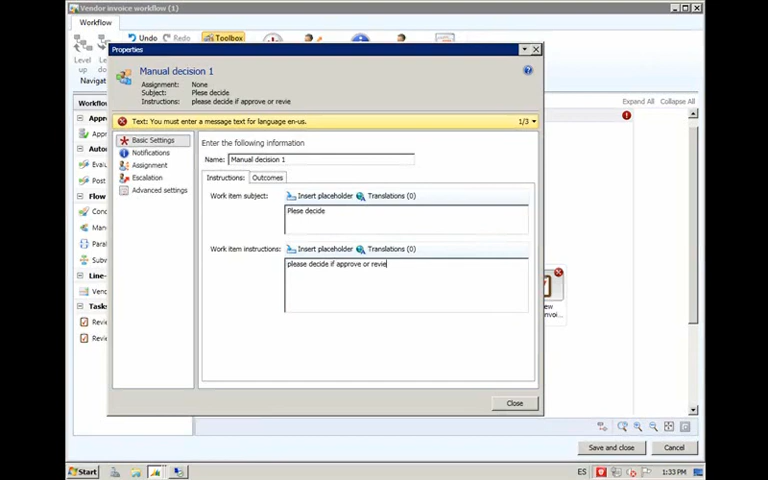 Vendor invoice workflow (1)
Workflow
Undo
Redo
Toolbox
Level up
Navigat
Properties
Manual decision 1
Assignment: None
Subject: Plese decide
Instructions: please decide if approve or revie
Text: You must enter a message text for language en-us.
1/3
Expand All
Collapse All
Workflow
Basic Settings
Notifications
Assignment
Escalation
Advanced settings
Enter the following information
Name: Manual decision 1
Instructions:
Outcomes
Work item subject:
Insert placeholder
Translations (0)
Plese decide
Work item instructions:
Insert placeholder
Translations (0)
please decide if approve or revie
Close
Save and close
Cancel
Start
ES
1:33 PM